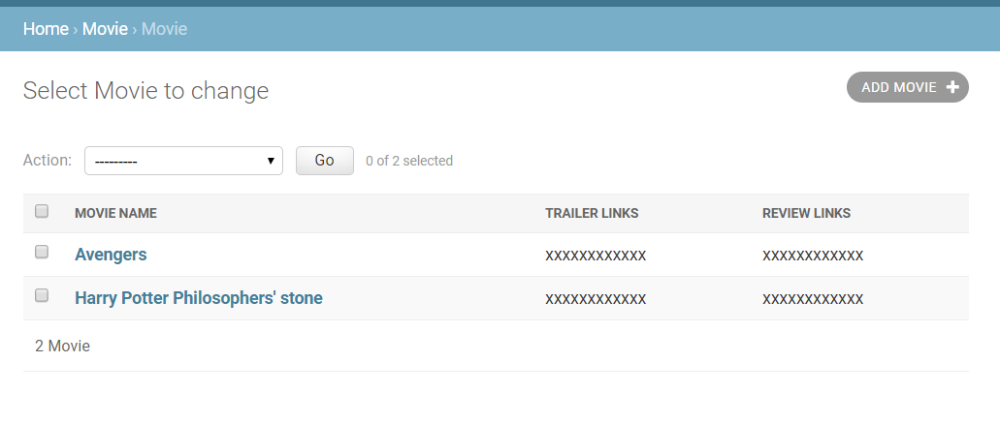 Home › Movie › Movie
Select Movie to change
ADD MOVIE +
Action: --------- Go 0 of 2 selected
MOVIE NAME TRAILER LINKS REVIEW LINKS
Avengers xxxxxxxxxxxx xxxxxxxxxxxx
Harry Potter Philosophers' stone xxxxxxxxxxxx xxxxxxxxxxxx
2 Movie